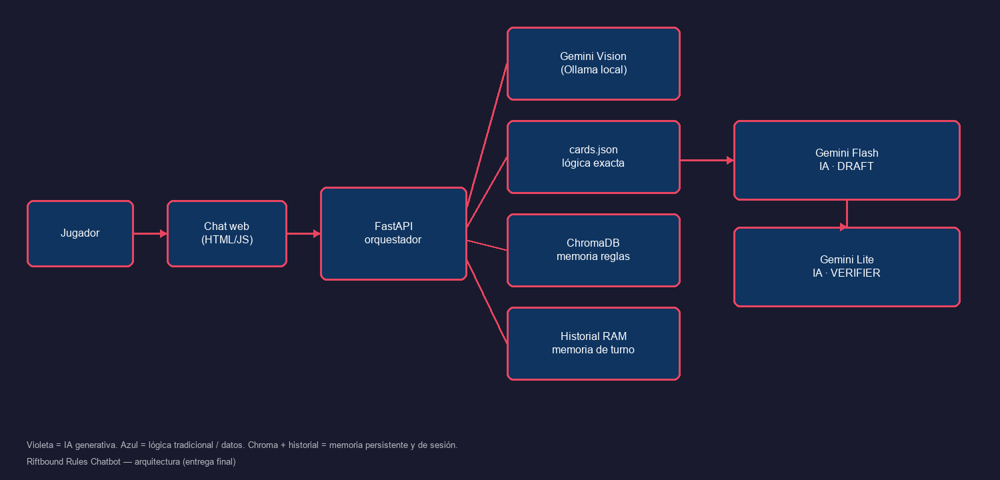 Gemini Vision
(Ollama local)
cards.json
lógica exacta
Gemini Flash
IA · DRAFT
Jugador
Chat web
(HTML/JS)
FastAPI
orquestador
ChromaDB
memoria reglas
Gemini Lite
IA · VERIFIER
Historial RAM
memoria de turno
Violeta = IA generativa. Azul = lógica tradicional / datos. Chroma + historial = memoria persistente y de sesión.
Riftbound Rules Chatbot — arquitectura (entrega final)